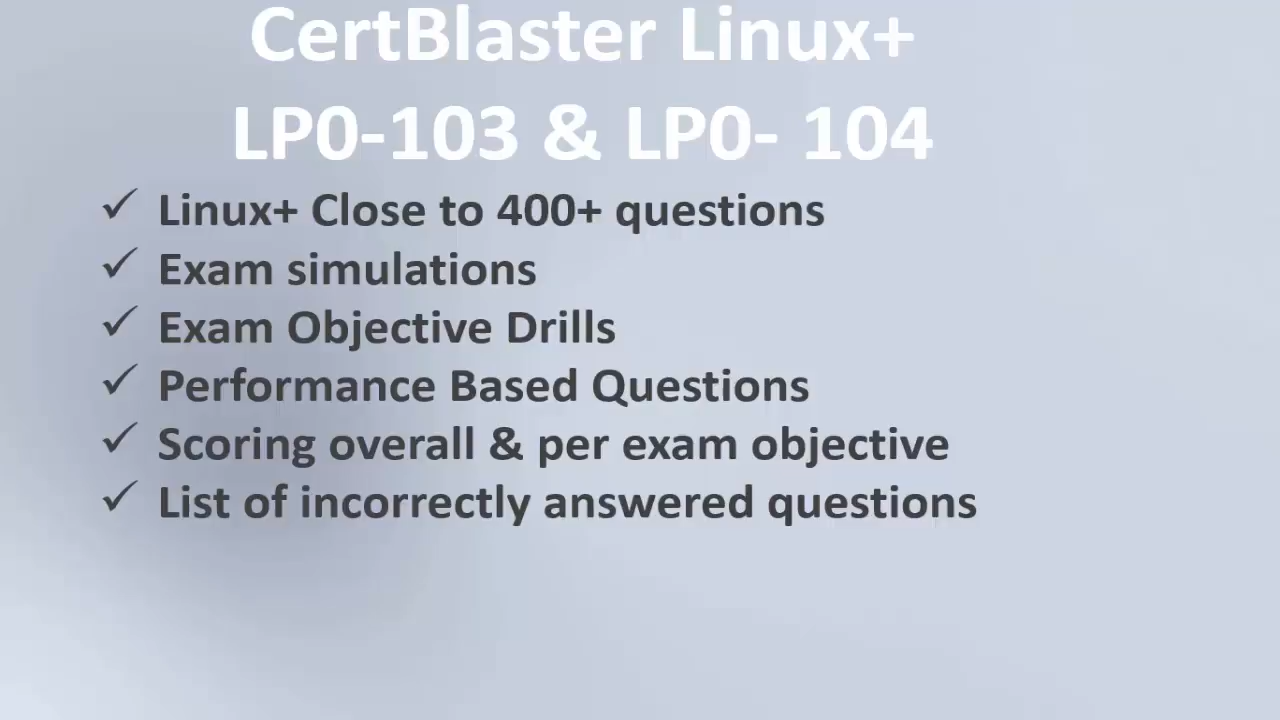 CertBlaster Linux+
LP0-103 & LP0- 104
✓ Linux+ Close to 400+ questions
✓ Exam simulations
✓ Exam Objective Drills
✓ Performance Based Questions
✓ Scoring overall & per exam objective
✓ List of incorrectly answered questions